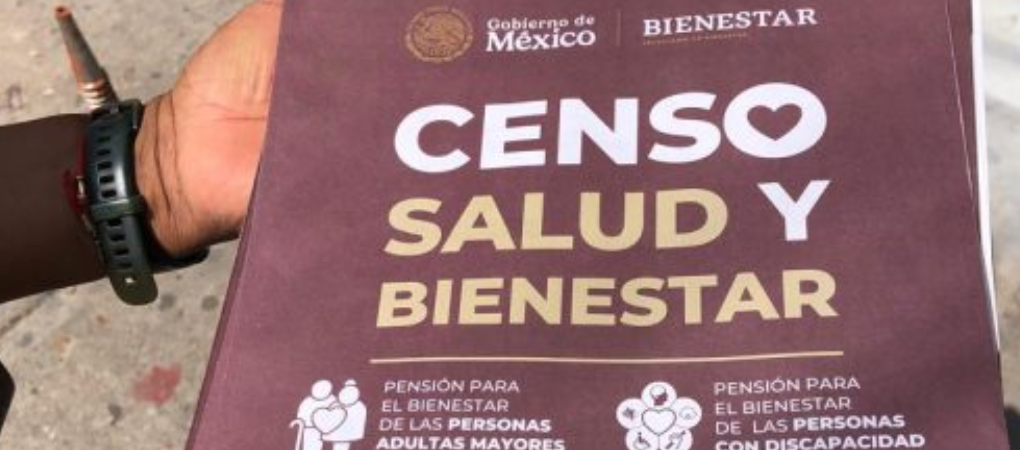 Gobierno de
México
BIENESTAR
CENSO
SALUD Y
BIENESTAR
PENSIÓN PARA
EL BIENESTAR
DE LAS PERSONAS
ADULTAS MAYORES
PENSIÓN PARA
EL BIENESTAR
DE LAS PERSONAS
CON DISCAPACIDAD